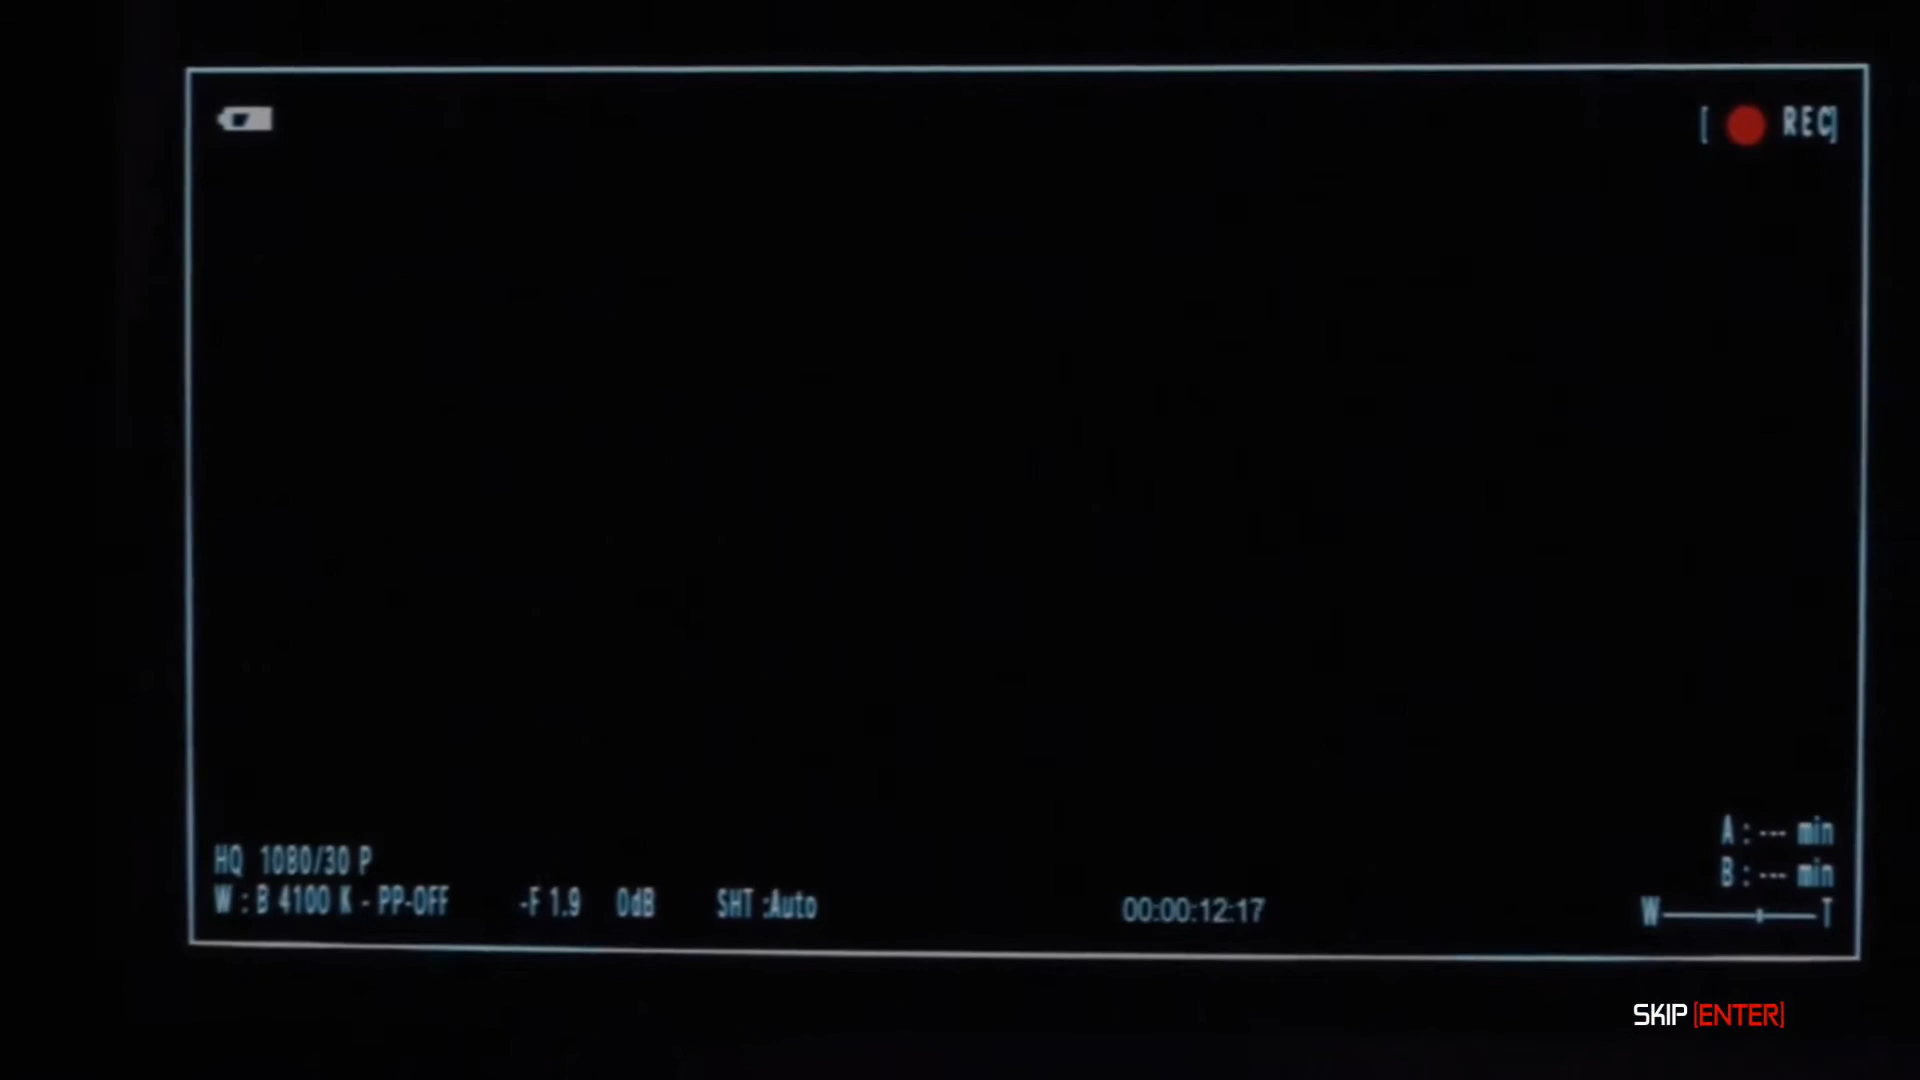 [ REC]
A : --- min
HQ 1080/30 P
B : --- min
W : B 4100 K - PP-OFF -F 1.9 0dB SHT :Auto 00:00:12:17 W T
SKIP [ENTER]